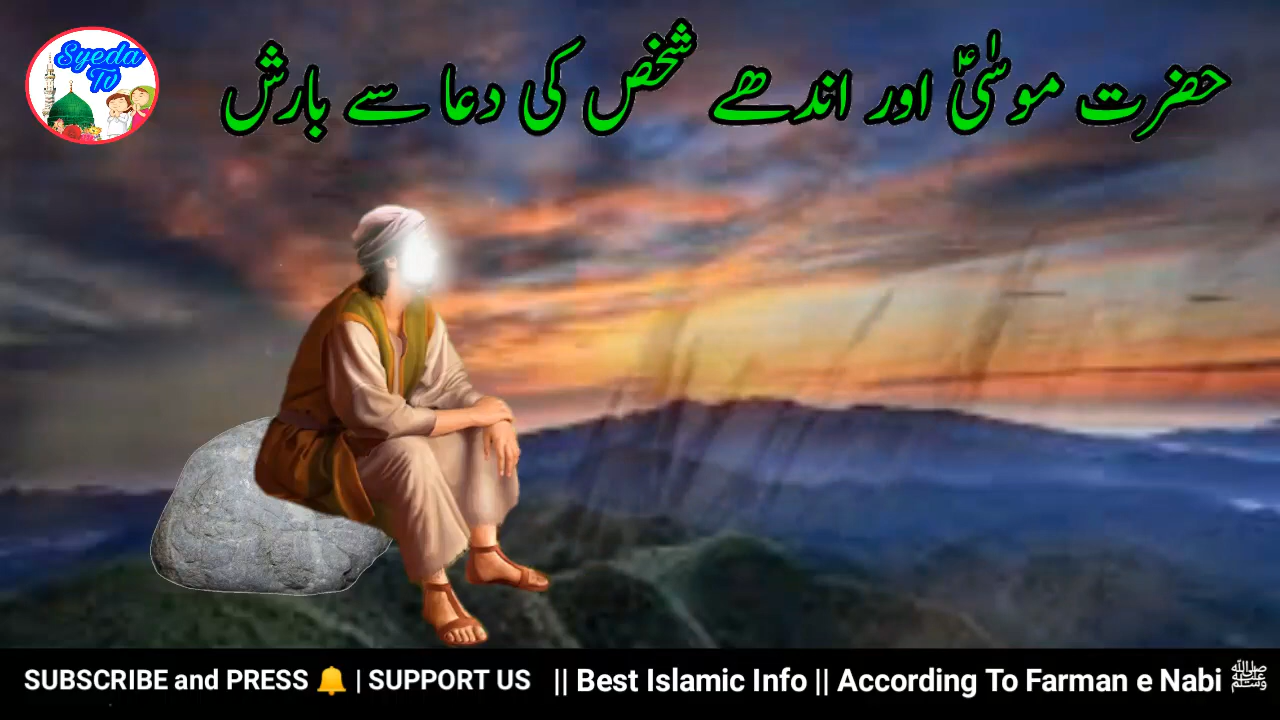 Syeda
Tv
حضرت موسٰیؑ اور اندھے شخص کی دعا سے بارش
SUBSCRIBE and PRESS 🔔 | SUPPORT US || Best Islamic Info || According To Farman e Nabi ﷺ